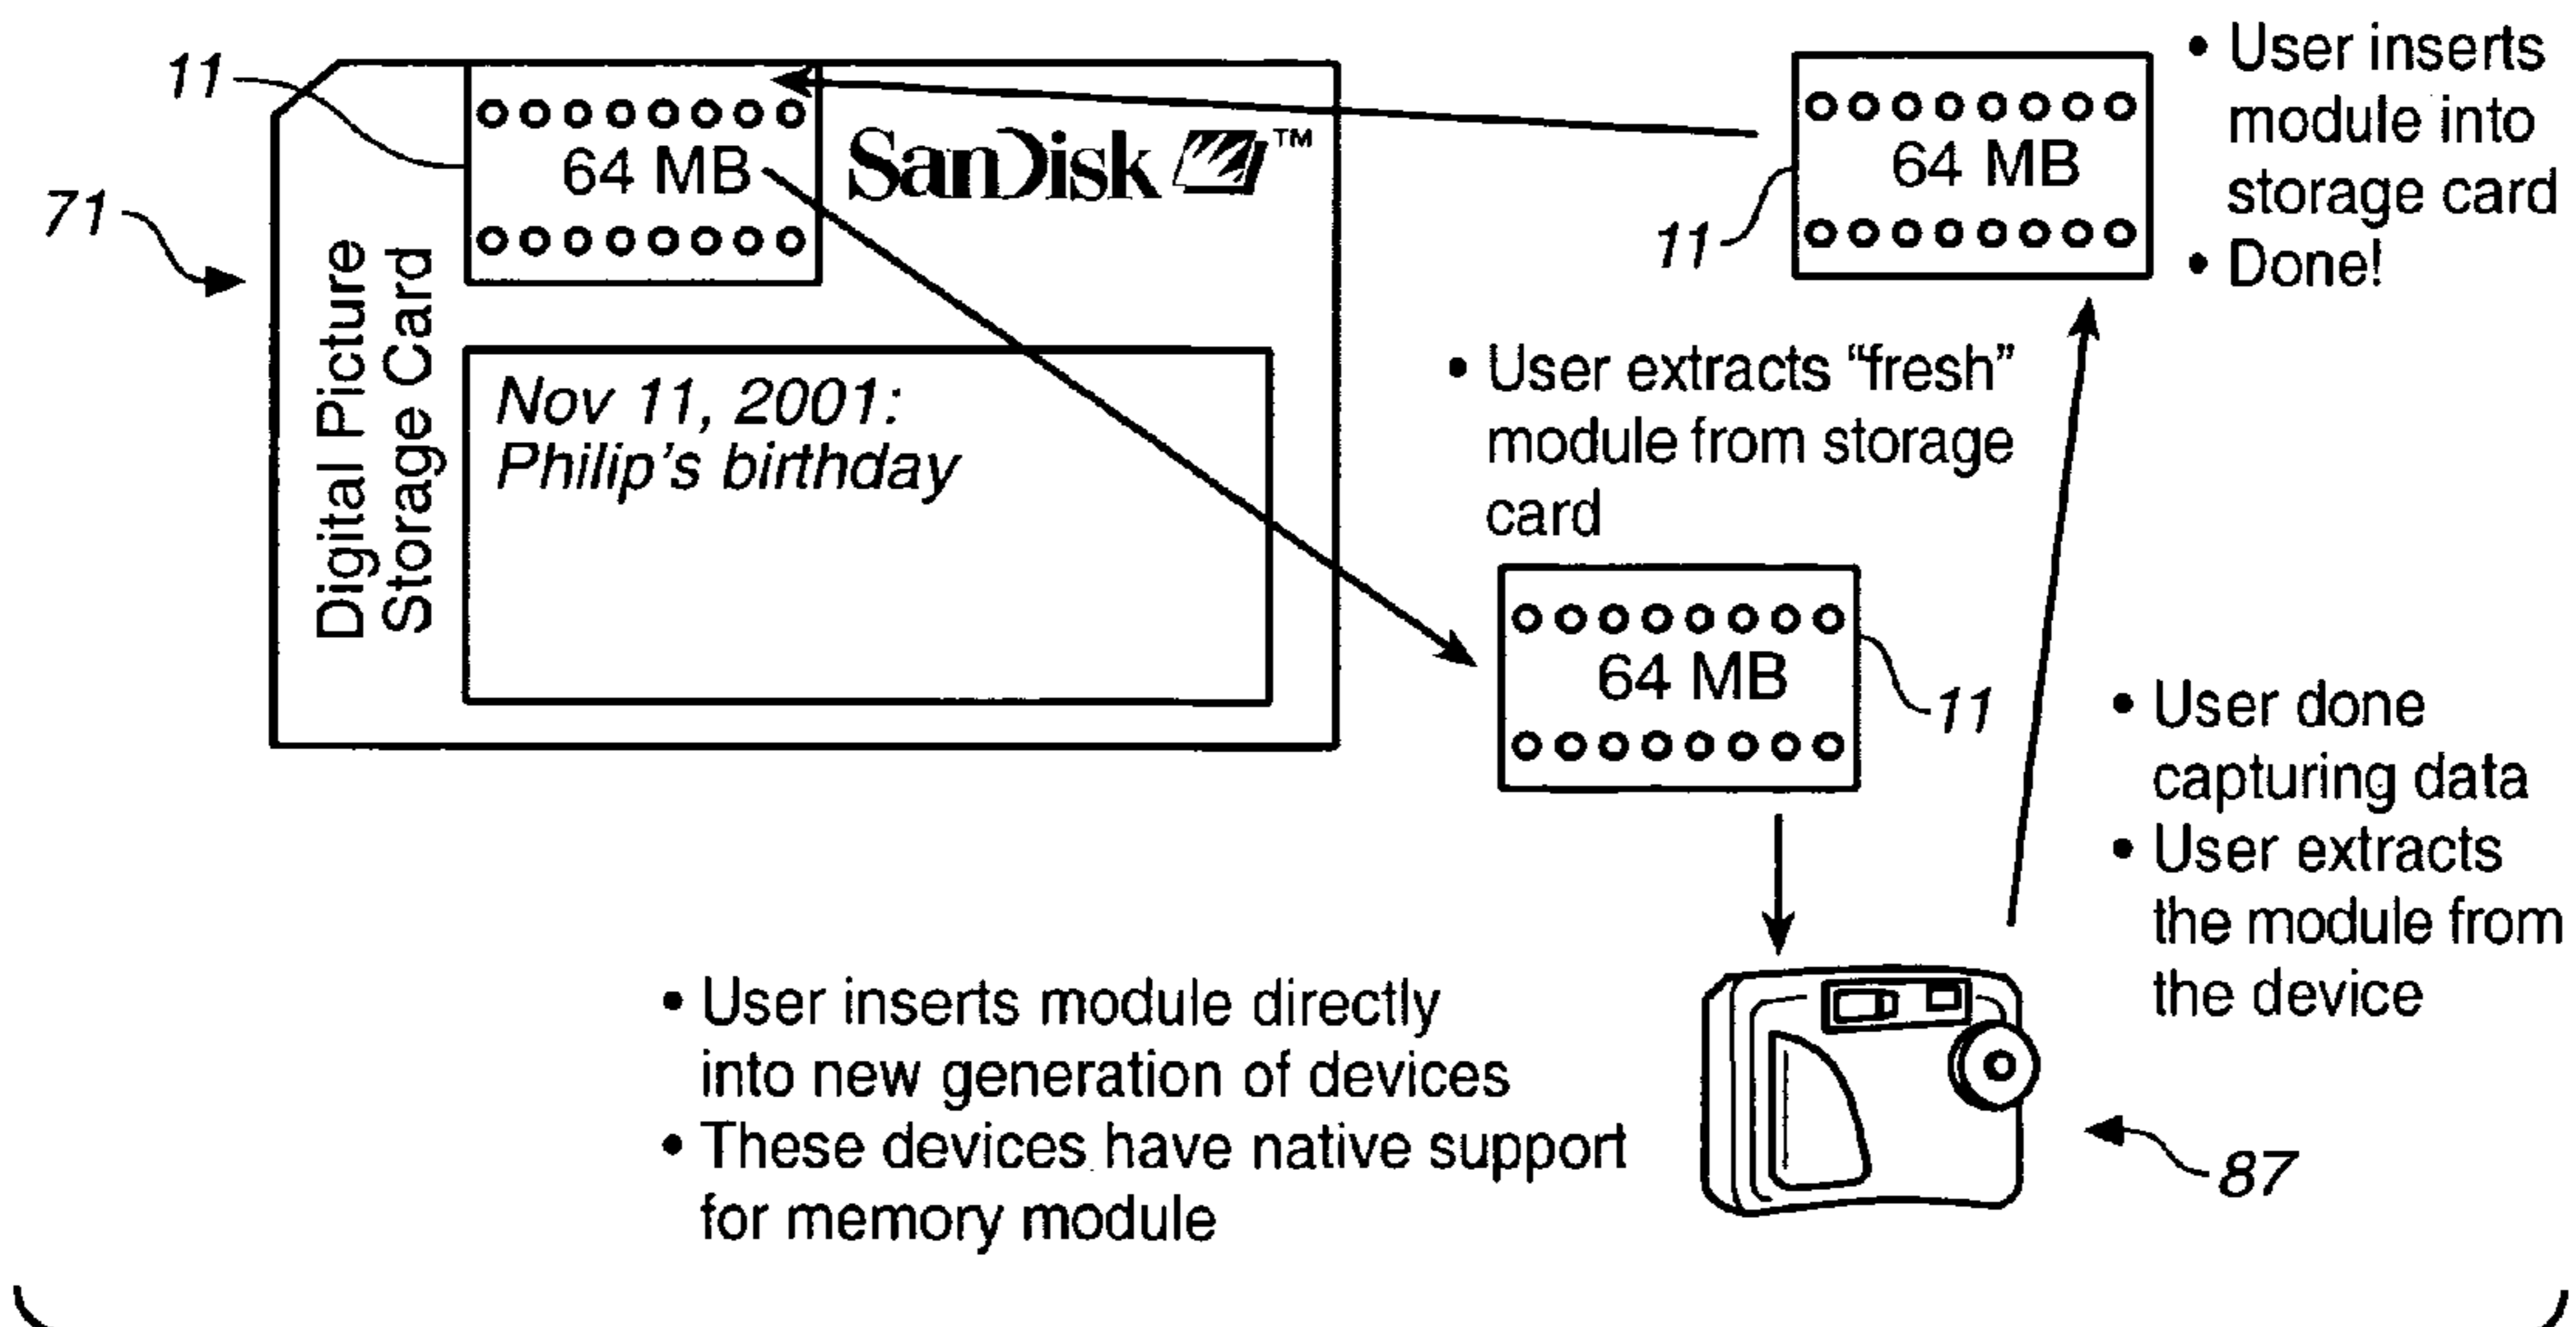 11
71
64 MB
SanDisk ™
Digital Picture
Storage Card
Nov 11, 2001:
Philip's birthday
64 MB
11
• User inserts
module into
storage card
• Done!
• User extracts “fresh”
module from storage
card
64 MB
11
• User done
capturing data
• User extracts
the module from
the device
• User inserts module directly
into new generation of devices
• These devices have native support
for memory module
87